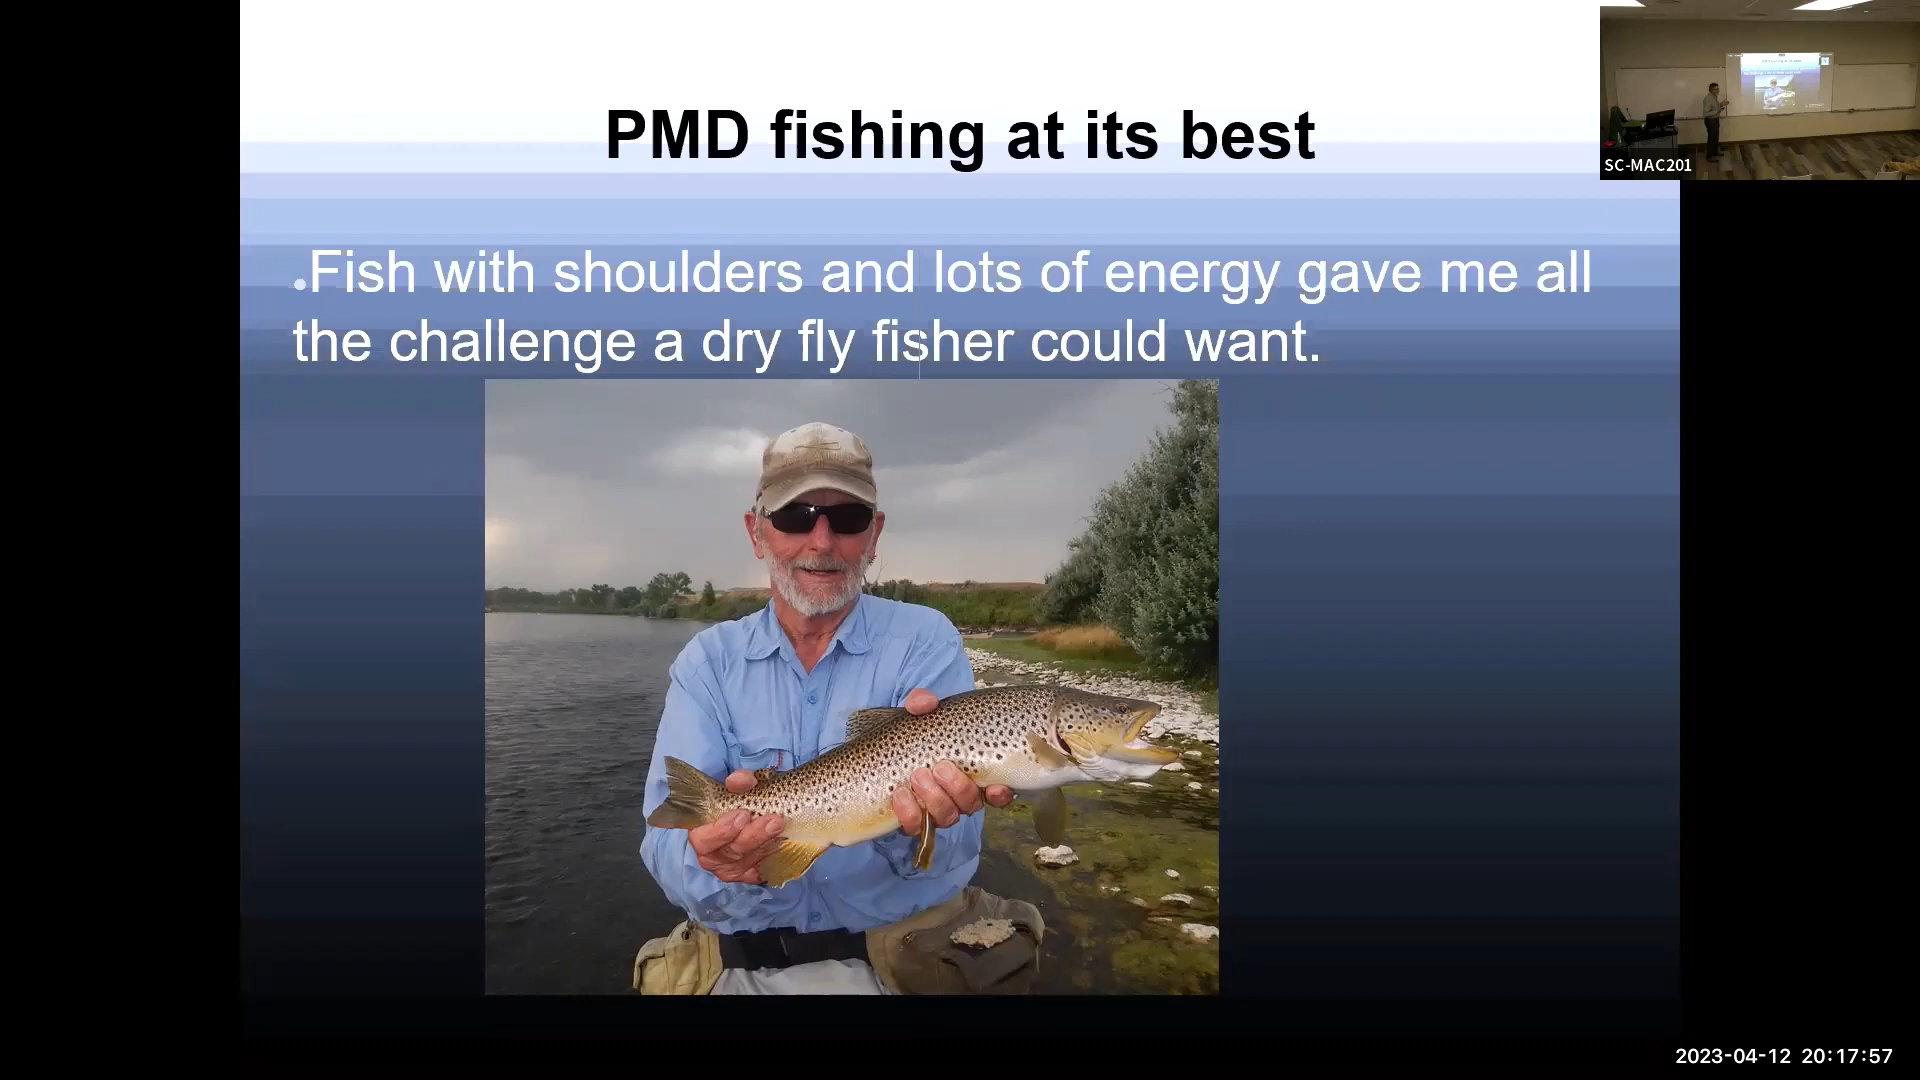 PMD fishing at its best
SC-MAC201
•Fish with shoulders and lots of energy gave me all
the challenge a dry fly fisher could want.
2023-04-12 20:17:57